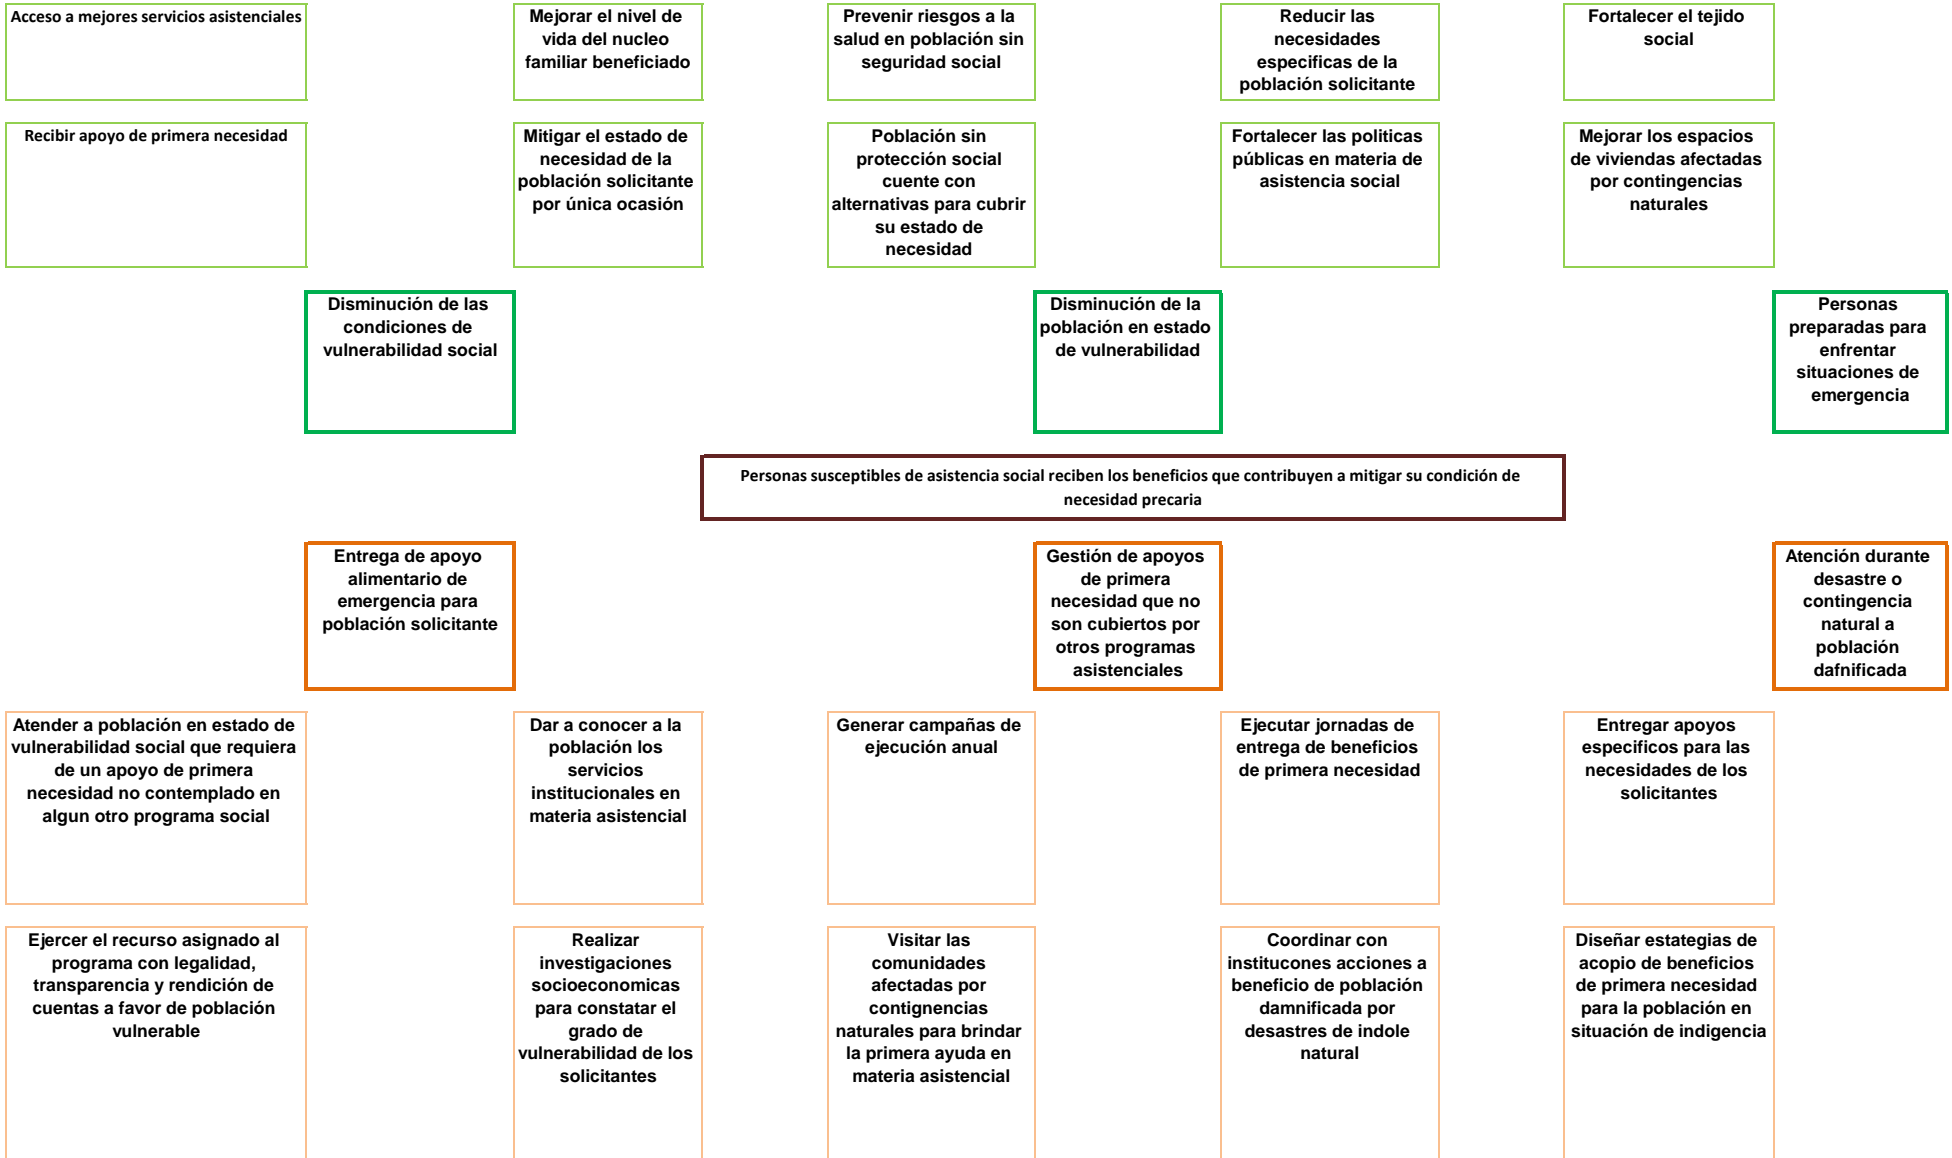 Acceso a mejores servicios asistenciales
Mejorar el nivel de
vida del nucleo
familiar beneficiado
Prevenir riesgos a la
salud en población sin
seguridad social
Reducir las
necesidades
especificas de la
población solicitante
Fortalecer el tejido
social
Recibir apoyo de primera necesidad
Mitigar el estado de
necesidad de la
población solicitante
por única ocasión
Población sin
protección social
cuente con
alternativas para cubrir
su estado de
necesidad
Fortalecer las politicas
públicas en materia de
asistencia social
Mejorar los espacios
de viviendas afectadas
por contingencias
naturales
Disminución de las
condiciones de
vulnerabilidad social
Disminución de la
población en estado
de vulnerabilidad
Personas
preparadas para
enfrentar
situaciones de
emergencia
Personas susceptibles de asistencia social reciben los beneficios que contribuyen a mitigar su condición de
necesidad precaria
Entrega de apoyo
alimentario de
emergencia para
población solicitante
Gestión de apoyos
de primera
necesidad que no
son cubiertos por
otros programas
asistenciales
Atención durante
desastre o
contingencia
natural a
población
dafnificada
Atender a población en estado de
vulnerabilidad social que requiera
de un apoyo de primera
necesidad no contemplado en
algun otro programa social
Dar a conocer a la
población los
servicios
institucionales en
materia asistencial
Generar campañas de
ejecución anual
Ejecutar jornadas de
entrega de beneficios
de primera necesidad
Entregar apoyos
especificos para las
necesidades de los
solicitantes
Ejercer el recurso asignado al
programa con legalidad,
transparencia y rendición de
cuentas a favor de población
vulnerable
Realizar
investigaciones
socioeconomicas
para constatar el
grado de
vulnerabilidad de los
solicitantes
Visitar las
comunidades
afectadas por
contignencias
naturales para brindar
la primera ayuda en
materia asistencial
Coordinar con
institucones acciones a
beneficio de población
damnificada por
desastres de indole
natural
Diseñar estategias de
acopio de beneficios
de primera necesidad
para la población en
situación de indigencia